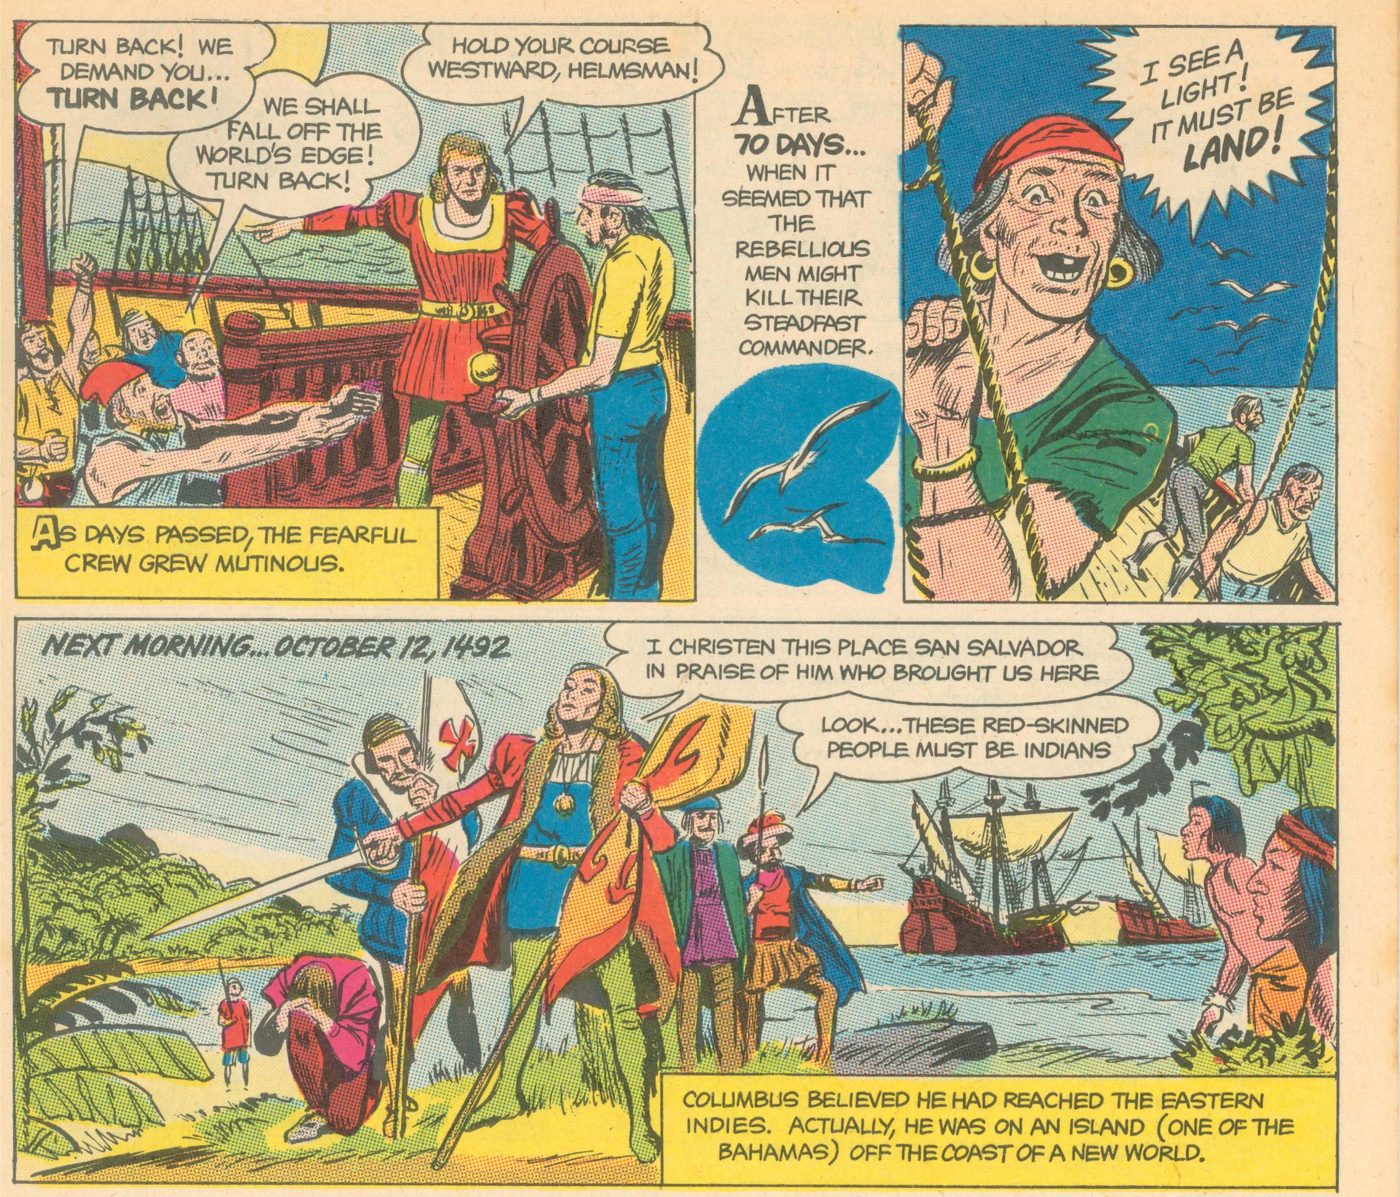 TURN BACK! WE
DEMAND YOU...
TURN BACK!
WE SHALL
FALL OFF THE
WORLD'S EDGE!
TURN BACK!
HOLD YOUR COURSE
WESTWARD, HELMSMAN!
AS DAYS PASSED, THE FEARFUL
CREW GREW MUTINOUS.
AFTER
70 DAYS...
WHEN IT
SEEMED THAT
THE
REBELLIOUS
MEN MIGHT
KILL THEIR
STEADFAST
COMMANDER.
I SEE A
LIGHT!
IT MUST BE
LAND!
NEXT MORNING...OCTOBER 12, 1492
I CHRISTEN THIS PLACE SAN SALVADOR
IN PRAISE OF HIM WHO BROUGHT US HERE
LOOK...THESE RED-SKINNED
PEOPLE MUST BE INDIANS
COLUMBUS BELIEVED HE HAD REACHED THE EASTERN
INDIES. ACTUALLY, HE WAS ON AN ISLAND (ONE OF THE
BAHAMAS) OFF THE COAST OF A NEW WORLD.